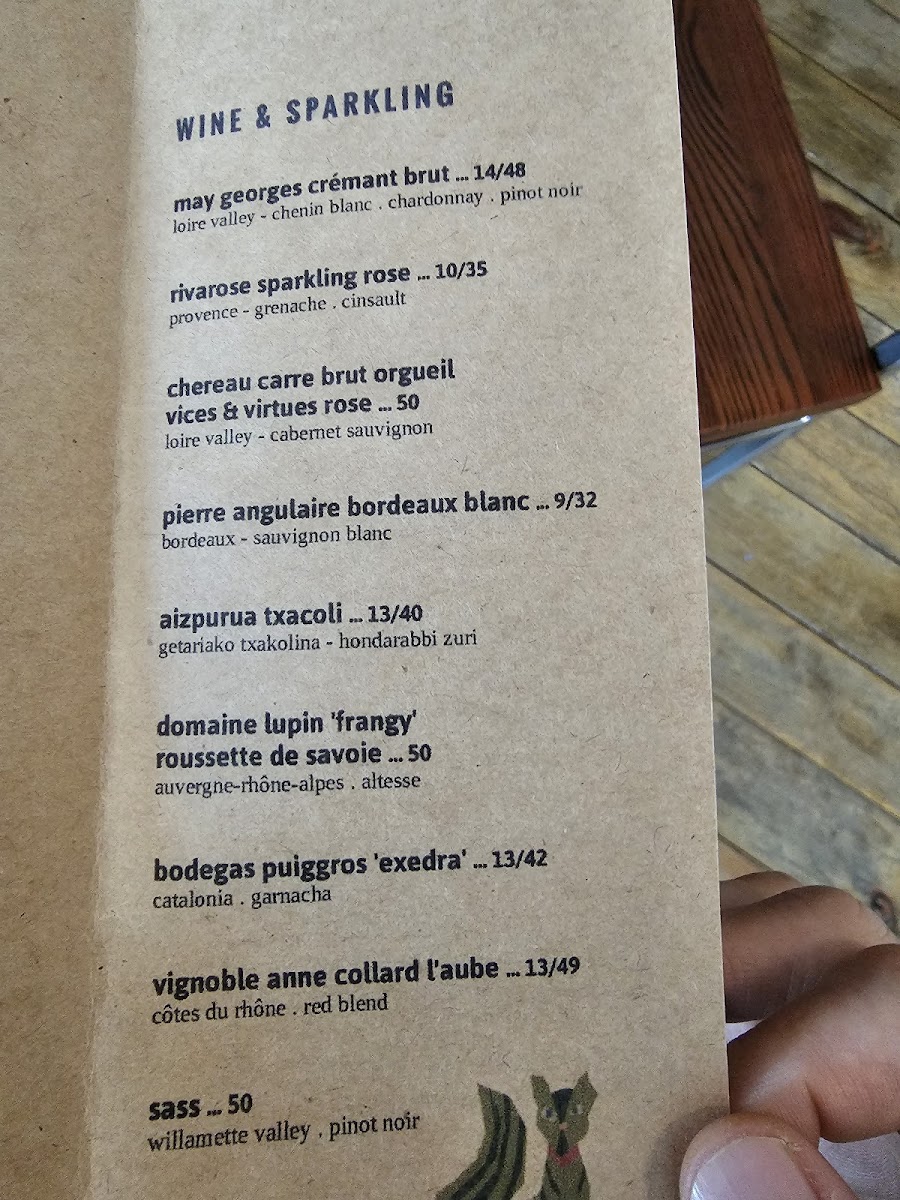 WINE & SPARKLING
may georges crémant brut ... 14/48
loire valley - chenin blanc . chardonnay . pinot noir
rivarose sparkling rose ... 10/35
provence - grenache . cinsault
chereau carre brut orgueil
vices & virtues rose ... 50
loire valley - cabernet sauvignon
pierre angulaire bordeaux blanc ... 9/32
bordeaux - sauvignon blanc
aizpurua txacoli ... 13/40
getariako txakolina - hondarabbi zuri
domaine lupin 'frangy'
roussette de savoie ... 50
auvergne-rhône-alpes . altesse
bodegas puiggros 'exedra' ... 13/42
catalonia . garnacha
vignoble anne collard l'aube ... 13/49
côtes du rhône . red blend
sass ... 50
willamette valley . pinot noir